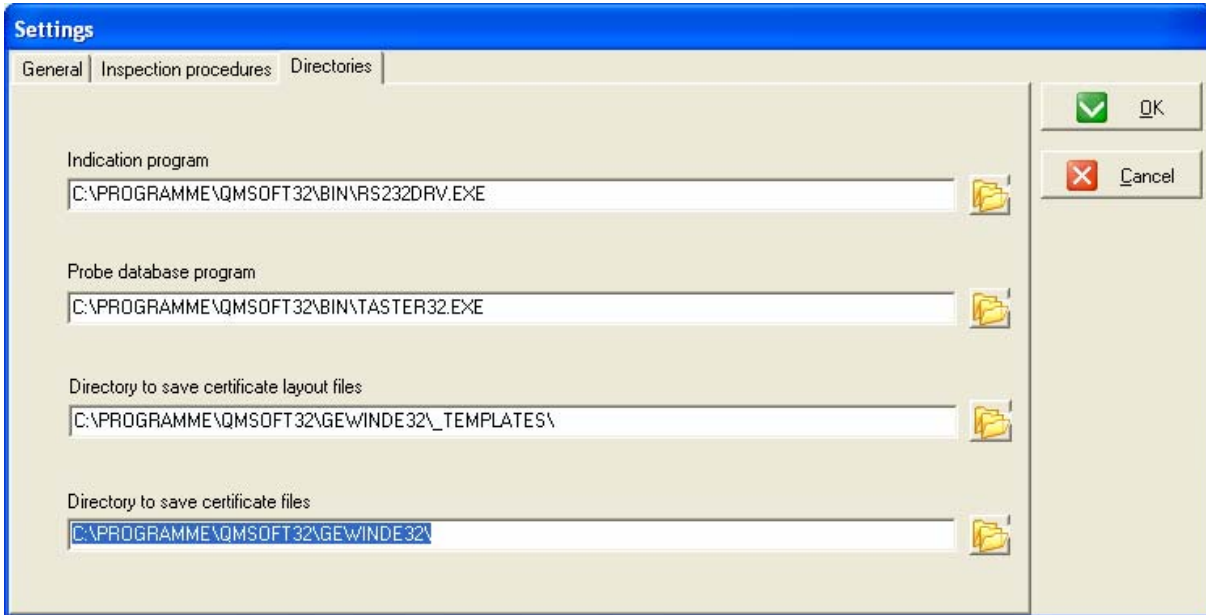 Settings
General Inspection procedures Directories
OK
Indication program
C:\PROGRAMME\QMSOFT32\BIN\RS232DRV.EXE
Cancel
Probe database program
C:\PROGRAMME\QMSOFT32\BIN\TASTER32.EXE
Directory to save certificate layout files
C:\PROGRAMME\QMSOFT32\GEWINDE32\_TEMPLATES\
Directory to save certificate files
C:\PROGRAMME\QMSOFT32\GEWINDE32\